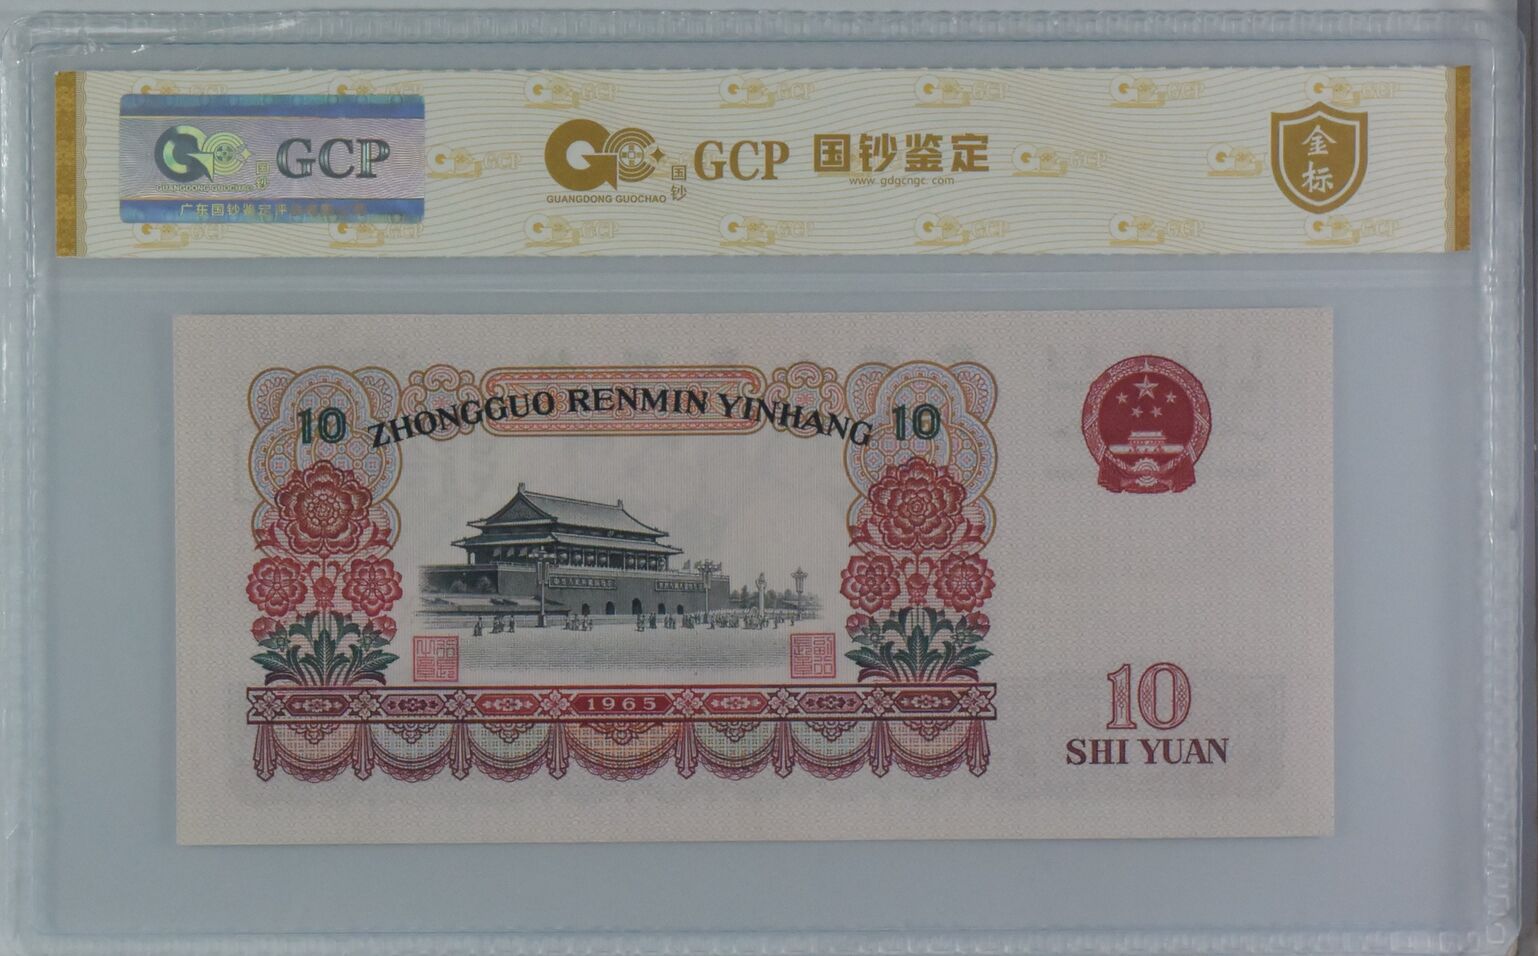 GCP
国钞
GUANGDONG GUOCHAO
广东国钞鉴定评
国钞
GCP 国钞鉴定
www.gdgcngc.com
GUANGDONG GUOCHAO
金标
10 ZHONGGUO RENMIN YINHANG 10
1965
10
SHI YUAN